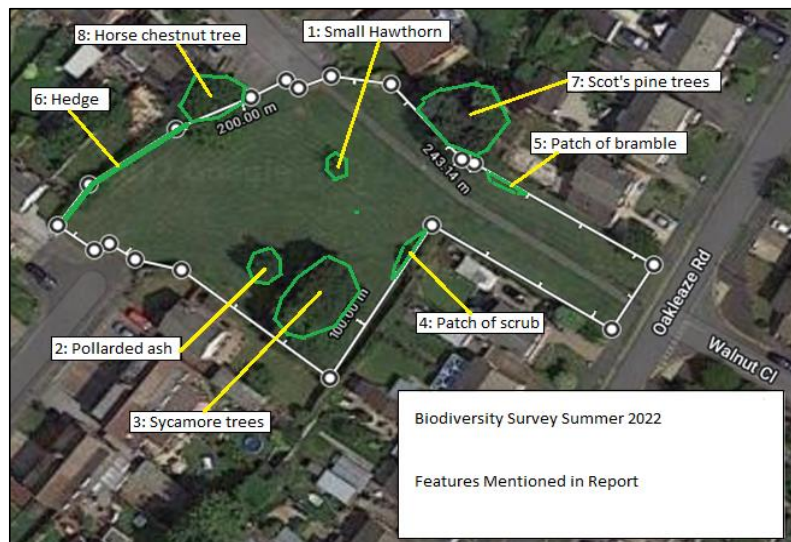 8: Horse chestnut tree
1: Small Hawthorn
7: Scot's pine trees
6: Hedge
200.00 m
5: Patch of bramble
243.14 m
Oakleaze Rd
4: Patch of scrub
100.00 m
Walnut Cl
2: Pollarded ash
3: Sycamore trees
Biodiversity Survey Summer 2022
Features Mentioned in Report